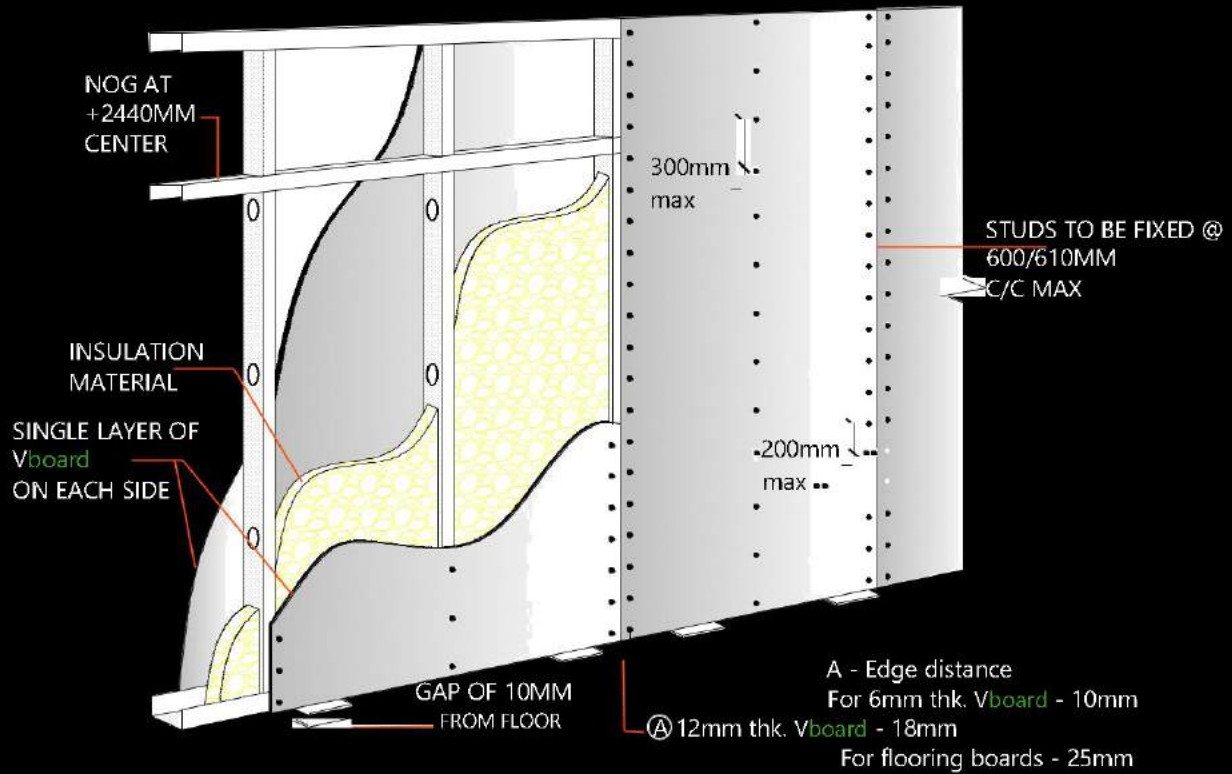 NOG AT
+2440MM
CENTER
300mm
max
STUDS TO BE FIXED @
600/610MM
C/C MAX
INSULATION
MATERIAL
SINGLE LAYER OF
Vboard
ON EACH SIDE
200mm
max
GAP OF 10MM
FROM FLOOR
A - Edge distance
For 6mm thk. Vboard - 10mm
A 12mm thk. Vboard - 18mm
For flooring boards - 25mm